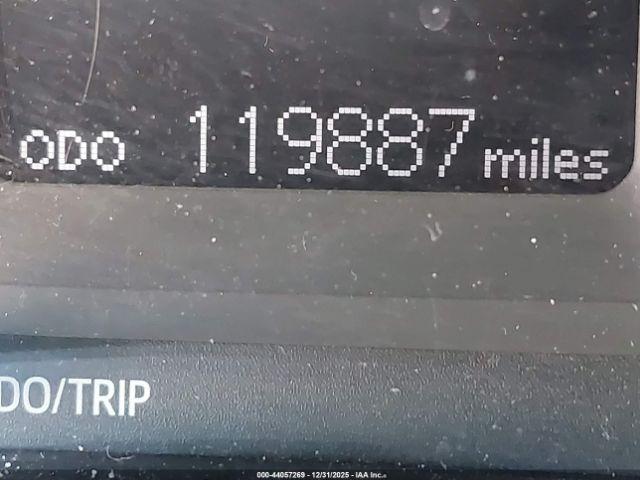 ODO 119887 miles
DO/TRIP
000-44057269 - 12/31/2025 - IAA Inc.